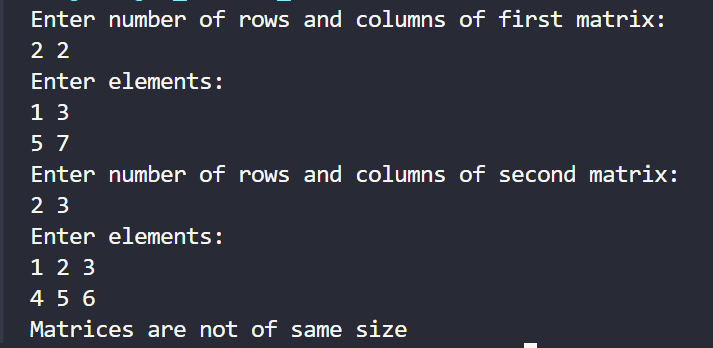 Enter number of rows and columns of first matrix:
2 2
Enter elements:
1 3
5 7
Enter number of rows and columns of second matrix:
2 3
Enter elements:
1 2 3
4 5 6
Matrices are not of same size